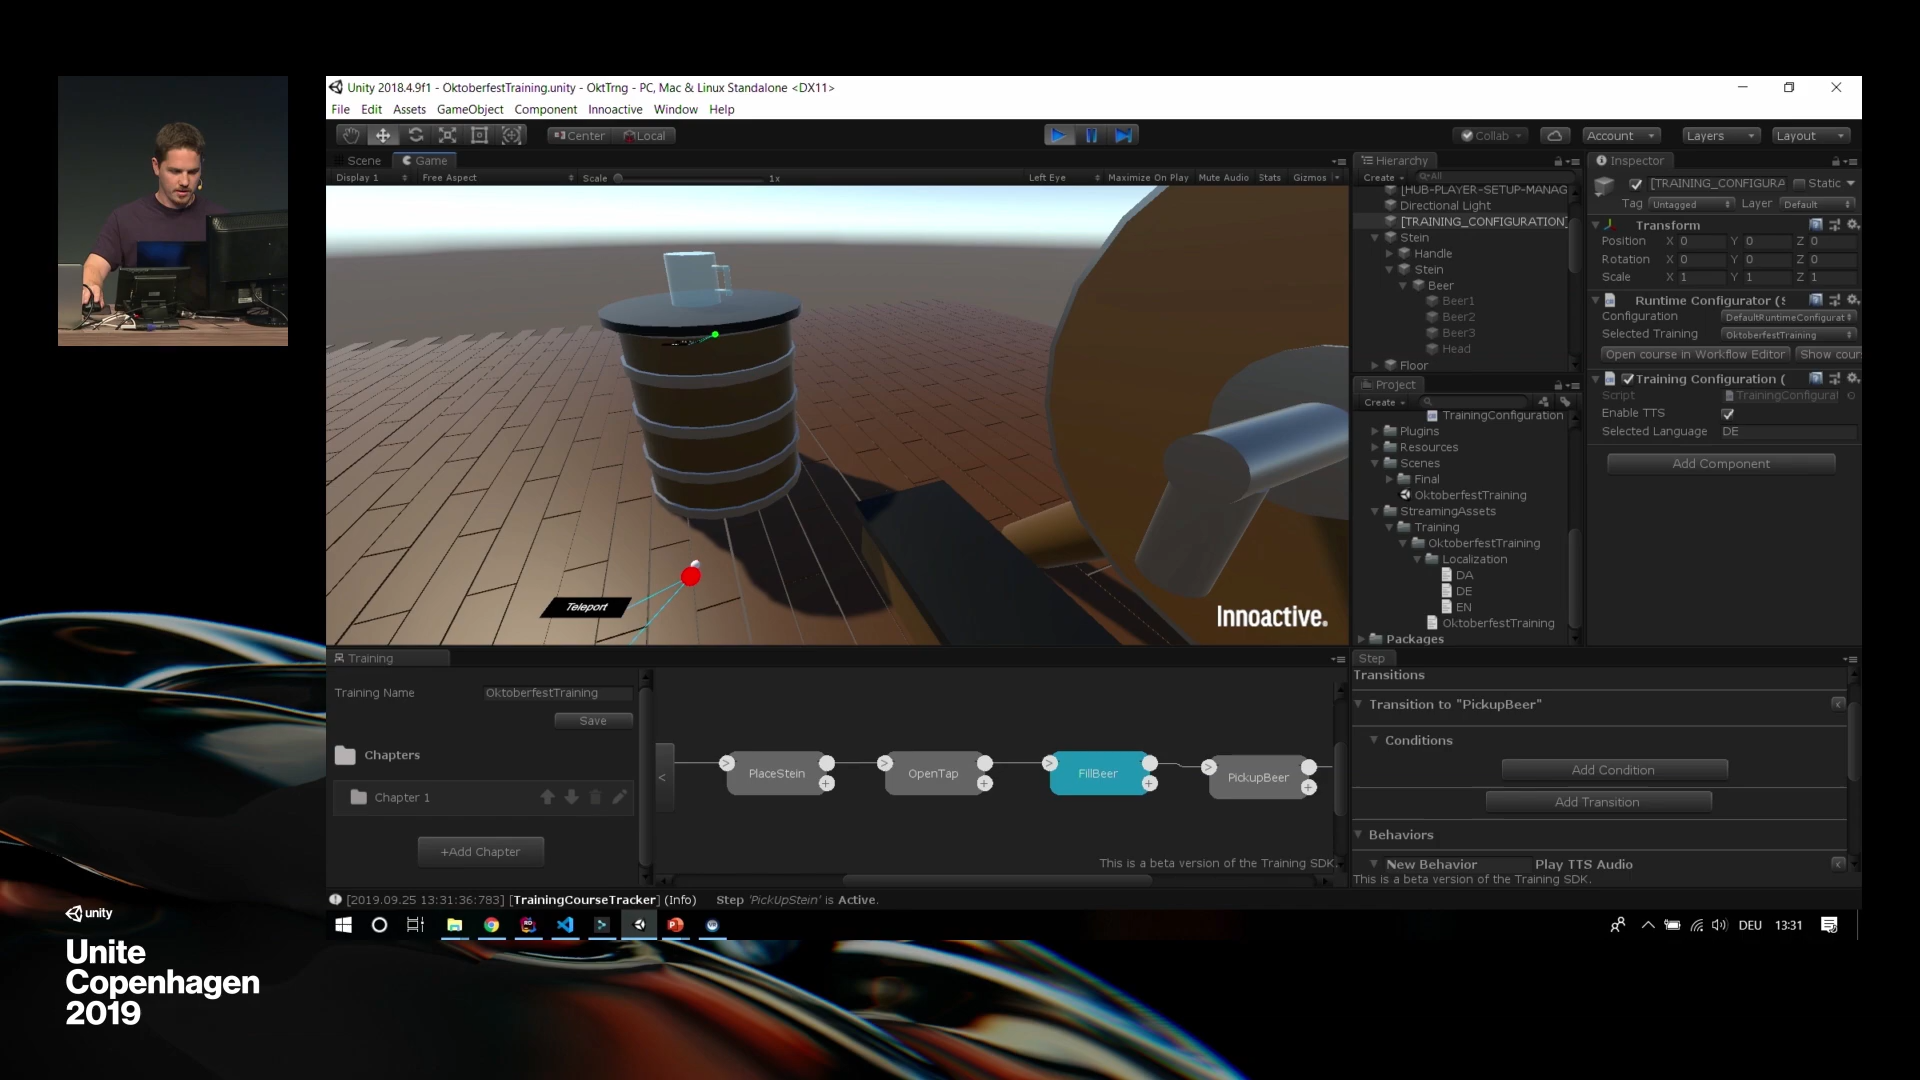 Unity 2018.4.9f1 - OktoberfestTraining.unity - OktTrng - PC, Mac & Linux Standalone <DX11>
File Edit Assets GameObject Component Innoactive Window Help
Center Local Collab Account Layers Layout
Scene Game
Display 1 Free Aspect Scale 1x Left Eye Maximize On Play Mute Audio Stats Gizmos
Teleport
Innoactive.
Hierarchy
Create All
[HUB-PLAYER-SETUP-MANAG
Directional Light
[TRAINING_CONFIGURATION]
Stein
Handle
Stein
Beer
Beer1
Beer2
Beer3
Head
Floor
Project
Create
TrainingConfiguration
Plugins
Resources
Scenes
Final
OktoberfestTraining
StreamingAssets
Training
OktoberfestTraining
Localization
DA
DE
EN
OktoberfestTraining
Packages
Inspector
[TRAINING_CONFIGURA Static
Tag Untagged Layer Default
Transform
Position X 0 Y 0 Z 0
Rotation X 0 Y 0 Z 0
Scale X 1 Y 1 Z 1
Runtime Configurator (S
Configuration DefaultRuntimeConfigurat
Selected Training OktoberfestTraining
Open course in Workflow Editor Show cour
Training Configuration (
Script TrainingConfigurat
Enable TTS
Selected Language DE
Add Component
Training
Training Name OktoberfestTraining
Save
Chapters
Chapter 1
+Add Chapter
<
> PlaceStein +
> OpenTap +
> FillBeer +
> PickupBeer +
This is a beta version of the Training SDK.
Step
Transitions
Transition to "PickupBeer"
Conditions
Add Condition
Add Transition
Behaviors
New Behavior Play TTS Audio
This is a beta version of the Training SDK.
[2019.09.25 13:31:36:783] [TrainingCourseTracker] (Info) Step 'PickUpStein' is Active.
DEU 13:31
unity
Unite
Copenhagen
2019